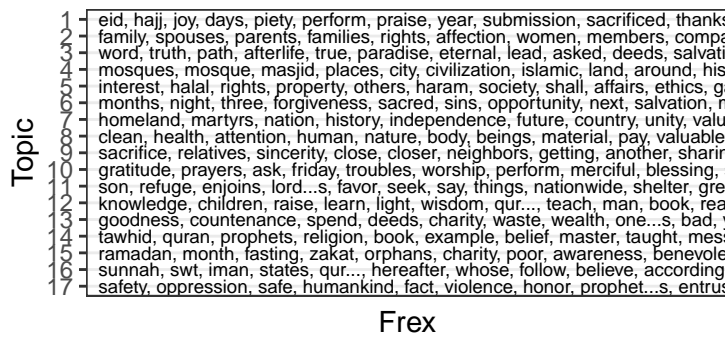 Topic
1 eid, hajj, joy, days, piety, perform, praise, year, submission, sacrificed, thanks
2 family, spouses, parents, families, rights, affection, women, members, compa
3 word, truth, path, afterlife, true, paradise, eternal, lead, asked, deeds, salvati
4 mosques, mosque, masjid, places, city, civilization, islamic, land, around, his
5 interest, halal, rights, property, others, haram, society, shall, affairs, ethics, g
6 months, night, three, forgiveness, sacred, sins, opportunity, next, salvation,
7 homeland, martyrs, nation, history, independence, future, country, unity, valu
8 clean, health, attention, human, nature, body, beings, material, pay, valuable
9 sacrifice, relatives, sincerity, close, closer, neighbors, getting, another, sharin
10 gratitude, prayers, ask, friday, troubles, worship, perform, merciful, blessing,
11 son, refuge, enjoins, lord...s, favor, seek, say, things, nationwide, shelter, gre
12 knowledge, children, raise, learn, light, wisdom, qur..., teach, man, book, rea
13 goodness, countenance, spend, deeds, charity, waste, wealth, one...s, bad,
14 tawhid, quran, prophets, religion, book, example, belief, master, taught, mes
15 ramadan, month, fasting, zakat, orphans, charity, poor, awareness, benevole
16 sunnah, swt, iman, states, qur..., hereafter, whose, follow, believe, according
17 safety, oppression, safe, humankind, fact, violence, honor, prophet...s, entrus
Frex